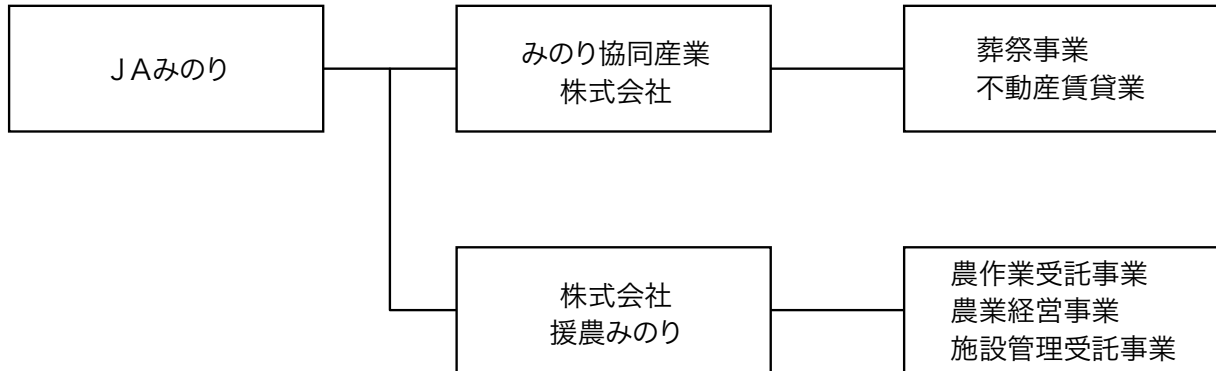 ＪＡみのり
みのり協同産業
株式会社
葬祭事業
不動産賃貸業
株式会社
援農みのり
農作業受託事業
農業経営事業
施設管理受託事業